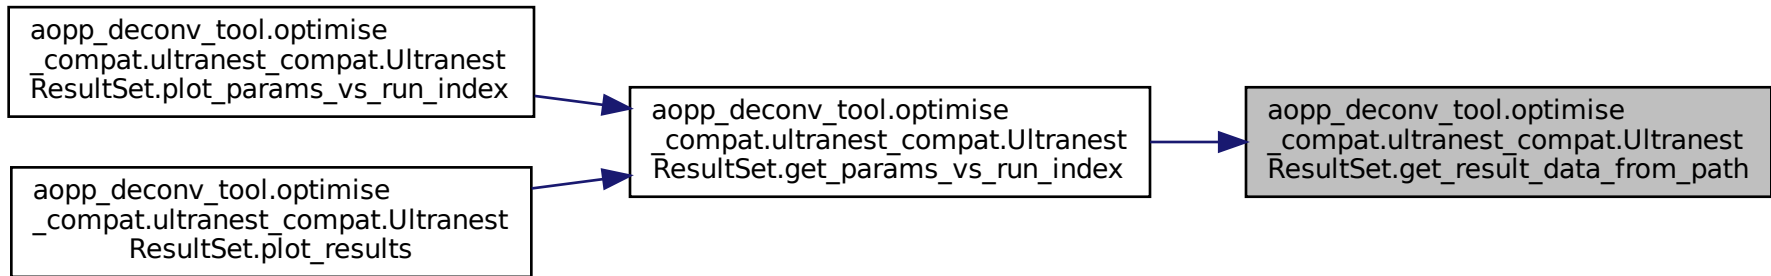 aopp_deconv_tool.optimise
_compat.ultranest_compat.Ultranest
ResultSet.plot_params_vs_run_index
aopp_deconv_tool.optimise
_compat.ultranest_compat.Ultranest
ResultSet.plot_results
aopp_deconv_tool.optimise
_compat.ultranest_compat.Ultranest
ResultSet.get_params_vs_run_index
aopp_deconv_tool.optimise
_compat.ultranest_compat.Ultranest
ResultSet.get_result_data_from_path